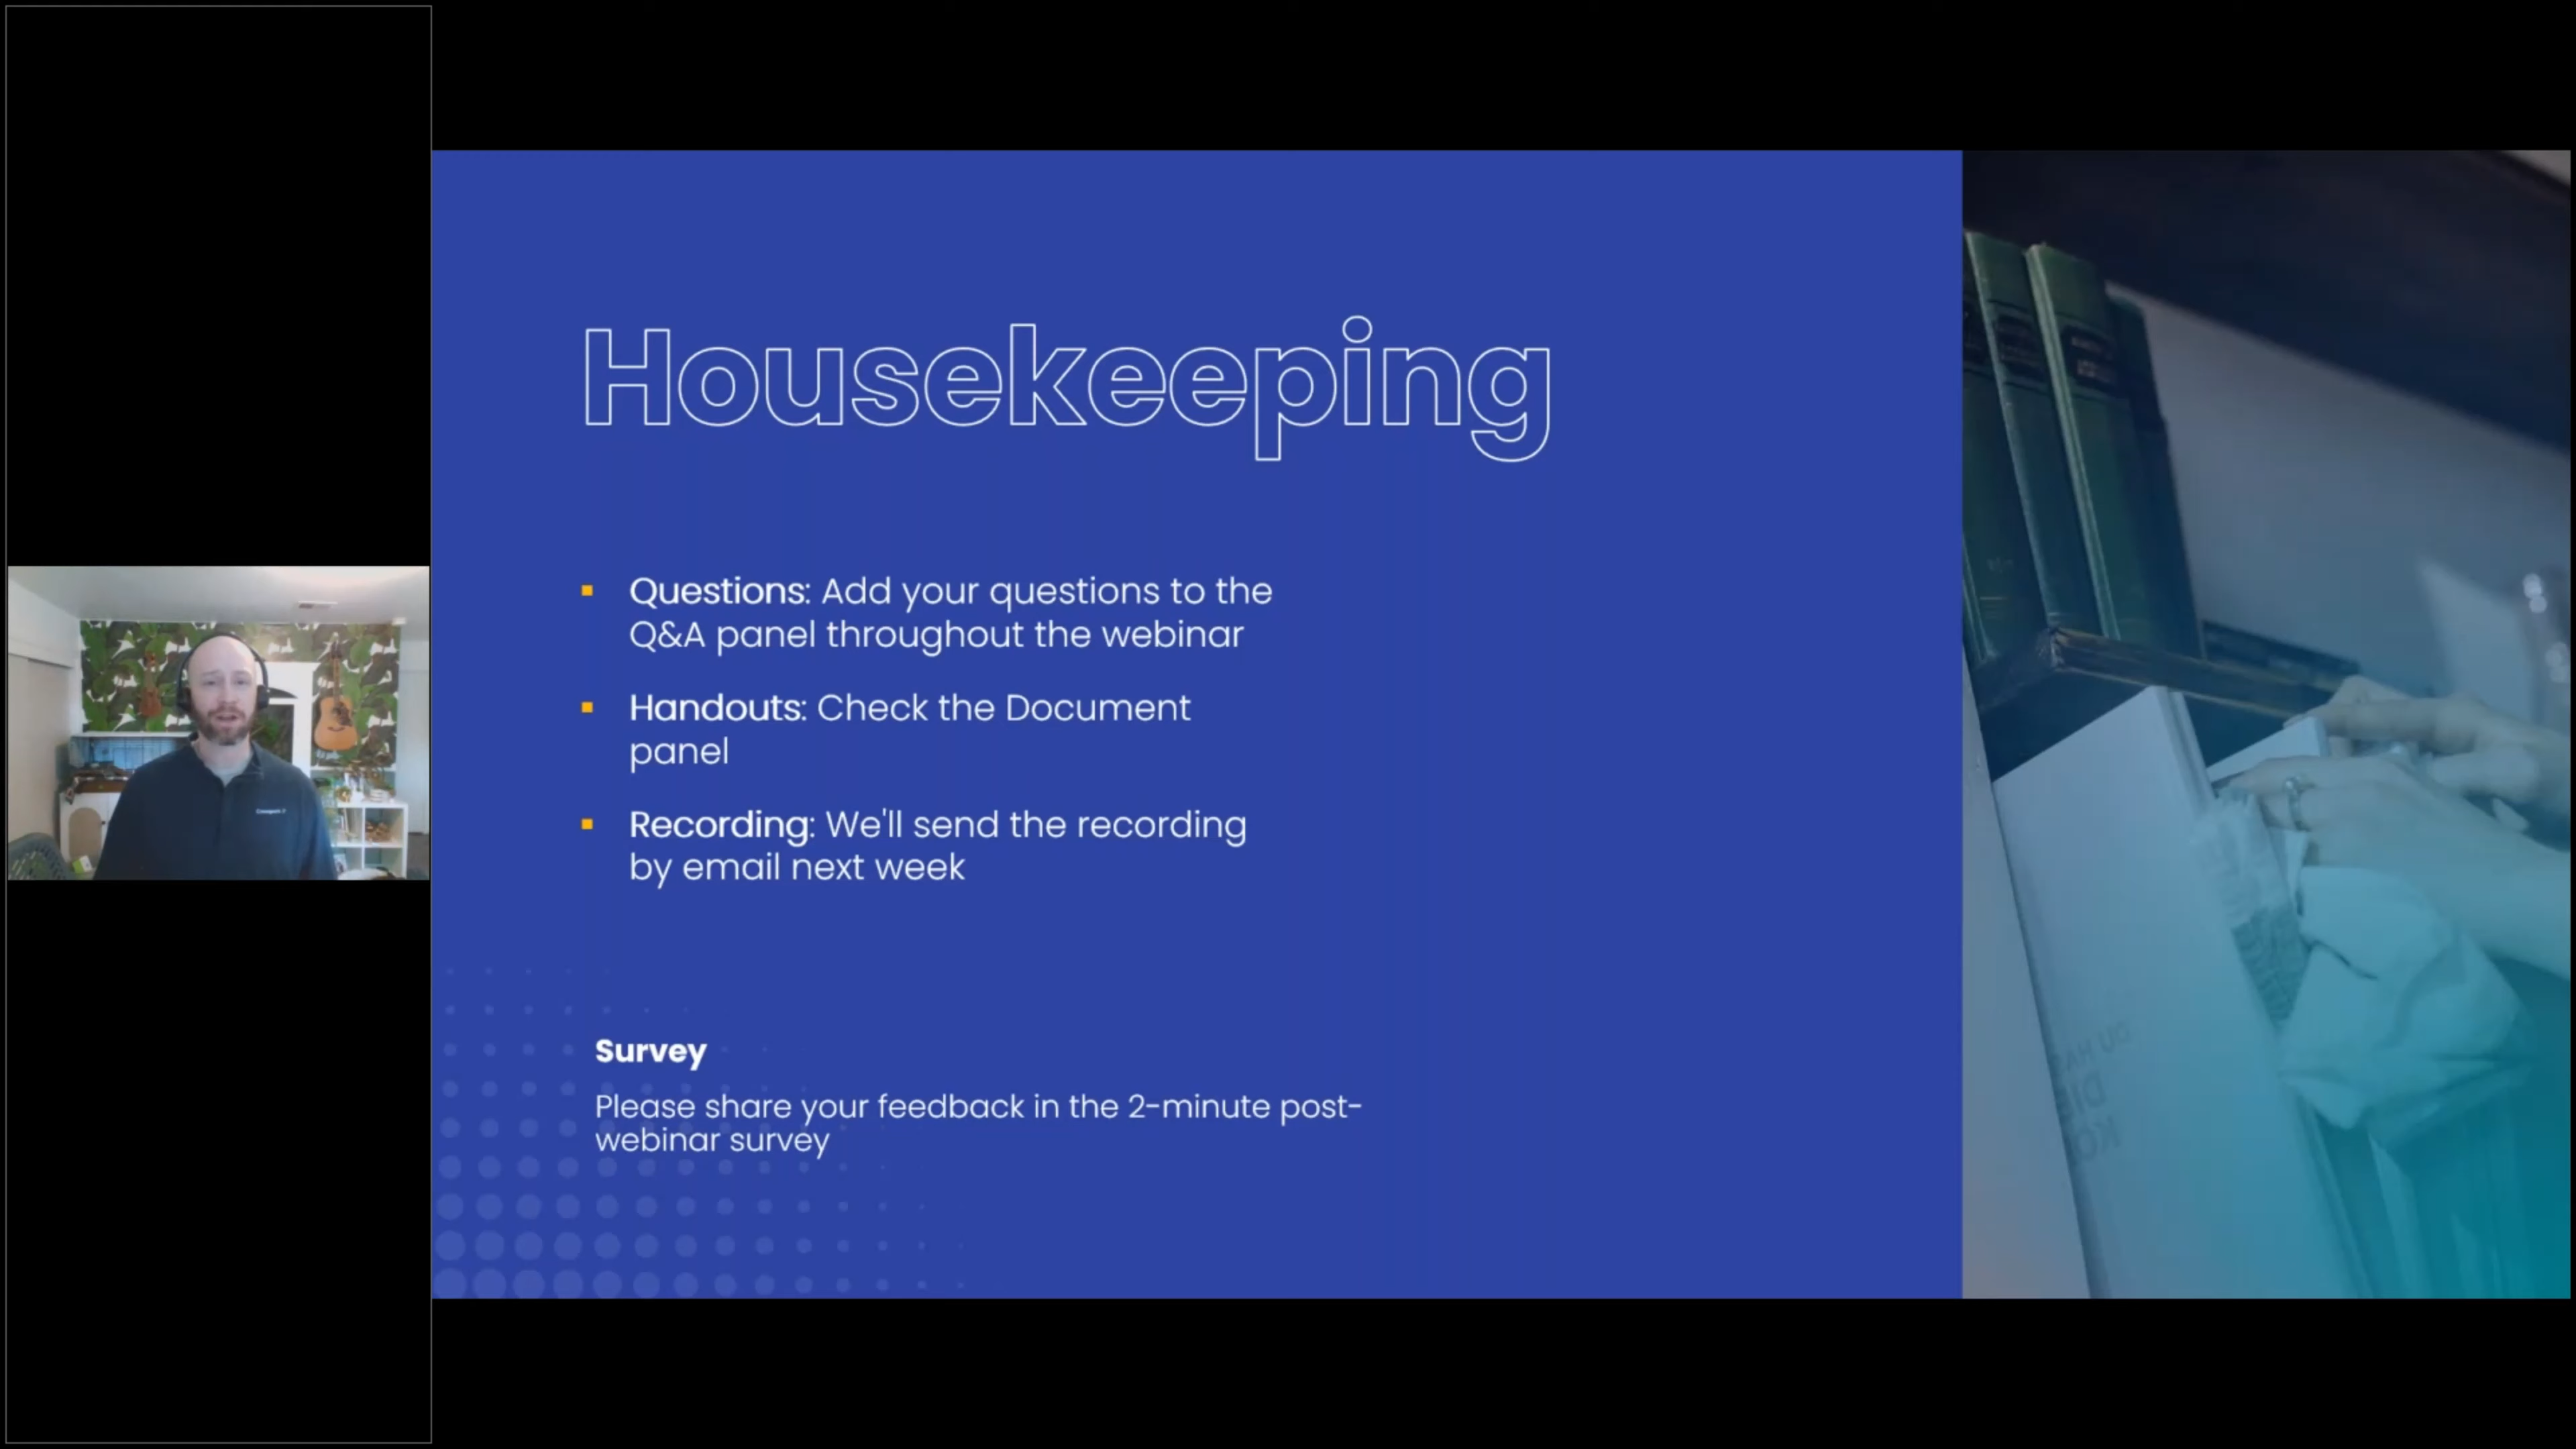 Housekeeping
Questions: Add your questions to the
Q&A panel throughout the webinar
Handouts: Check the Document
panel
Recording: We'll send the recording
by email next week
Survey
Please share your feedback in the 2-minute post-
webinar survey